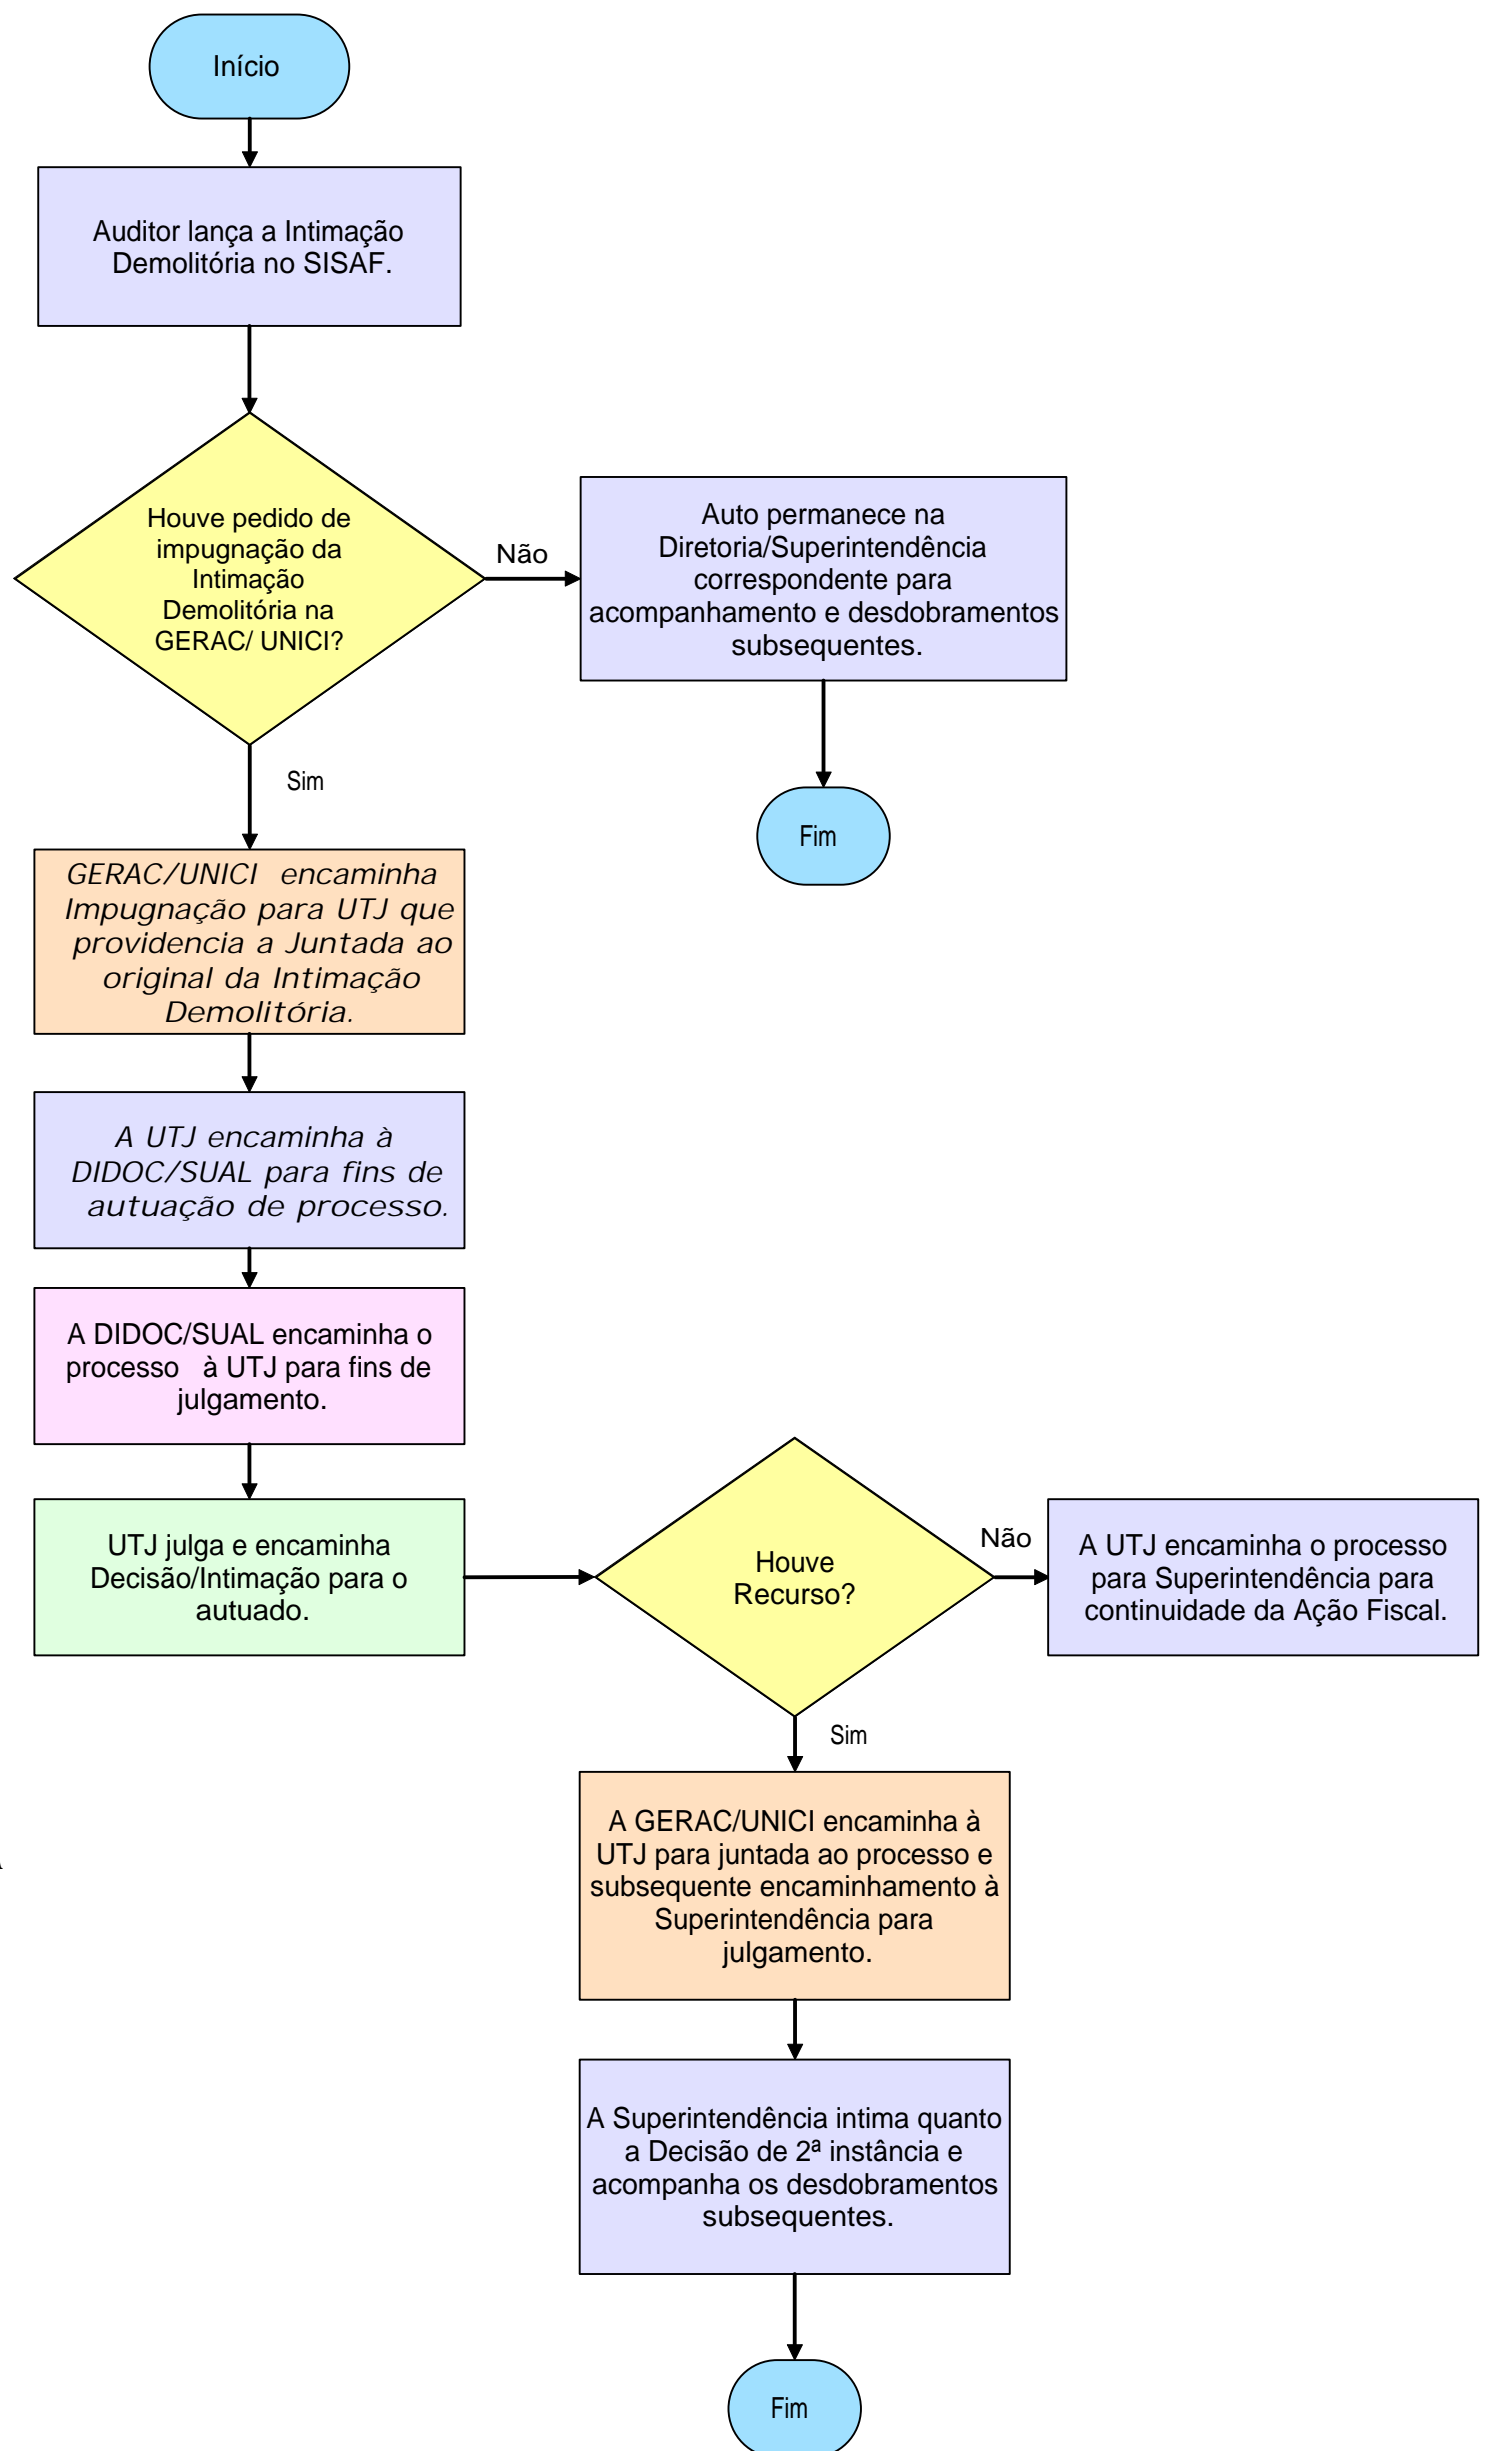 Início
Auditor lança a Intimação
Demolitória no SISAF.
Houve pedido de
impugnação da
Intimação
Demolitória na
GERAC/ UNICI?
Não
Auto permanece na
Diretoria/Superintendência
correspondente para
acompanhamento e desdobramentos
subsequentes.
Sim
Fim
GERAC/UNICI encaminha
Impugnação para UTJ que
providencia a Juntada ao
original da Intimação
Demolitória.
A UTJ encaminha à
DIDOC/SUAL para fins de
autuação de processo.
A DIDOC/SUAL encaminha o
processo à UTJ para fins de
julgamento.
UTJ julga e encaminha
Decisão/Intimação para o
autuado.
Houve
Recurso?
Não
A UTJ encaminha o processo
para Superintendência para
continuidade da Ação Fiscal.
Sim
A GERAC/UNICI encaminha à
UTJ para juntada ao processo e
subsequente encaminhamento à
Superintendência para
julgamento.
A Superintendência intima quanto
a Decisão de 2ª instância e
acompanha os desdobramentos
subsequentes.
Fim